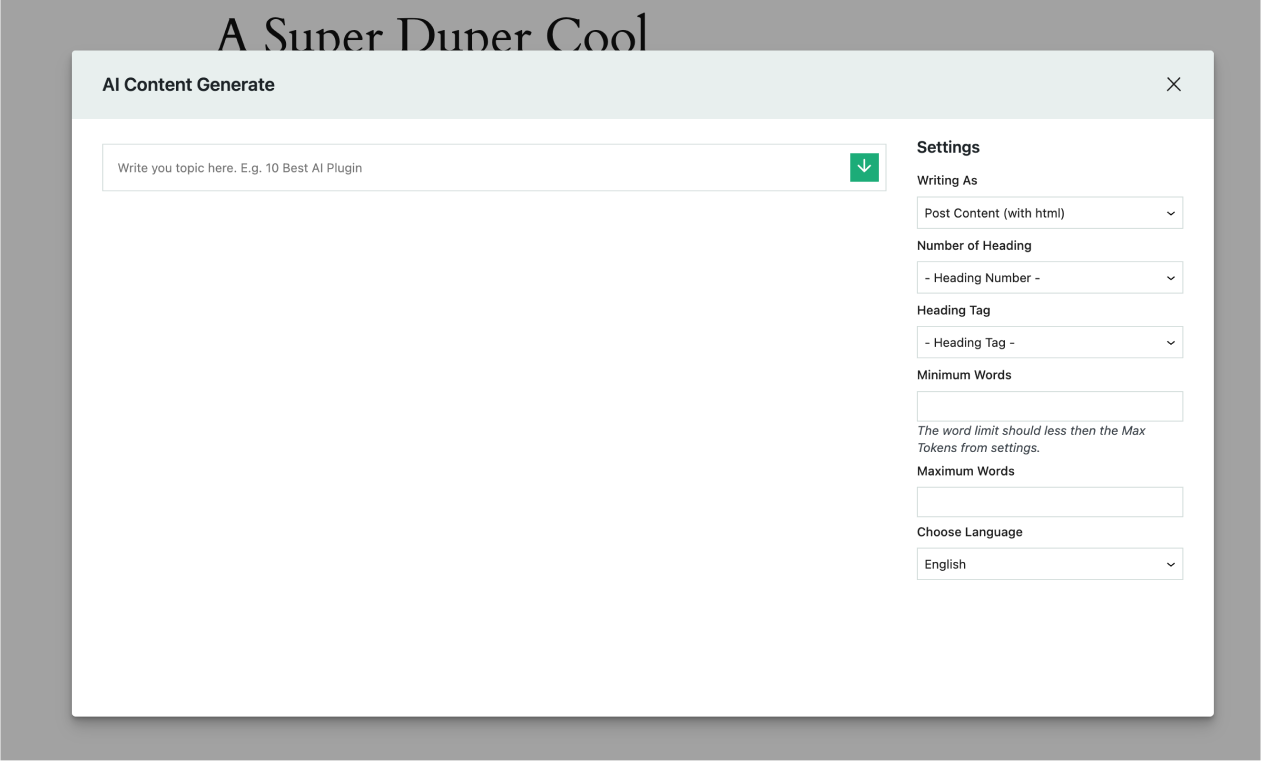 A Super Duper Cool
AI Content Generate
Write you topic here. E.g. 10 Best AI Plugin
Settings
Writing As
Post Content (with html)
Number of Heading
- Heading Number -
Heading Tag
- Heading Tag -
Minimum Words
The word limit should less then the Max
Tokens from settings.
Maximum Words
Choose Language
English